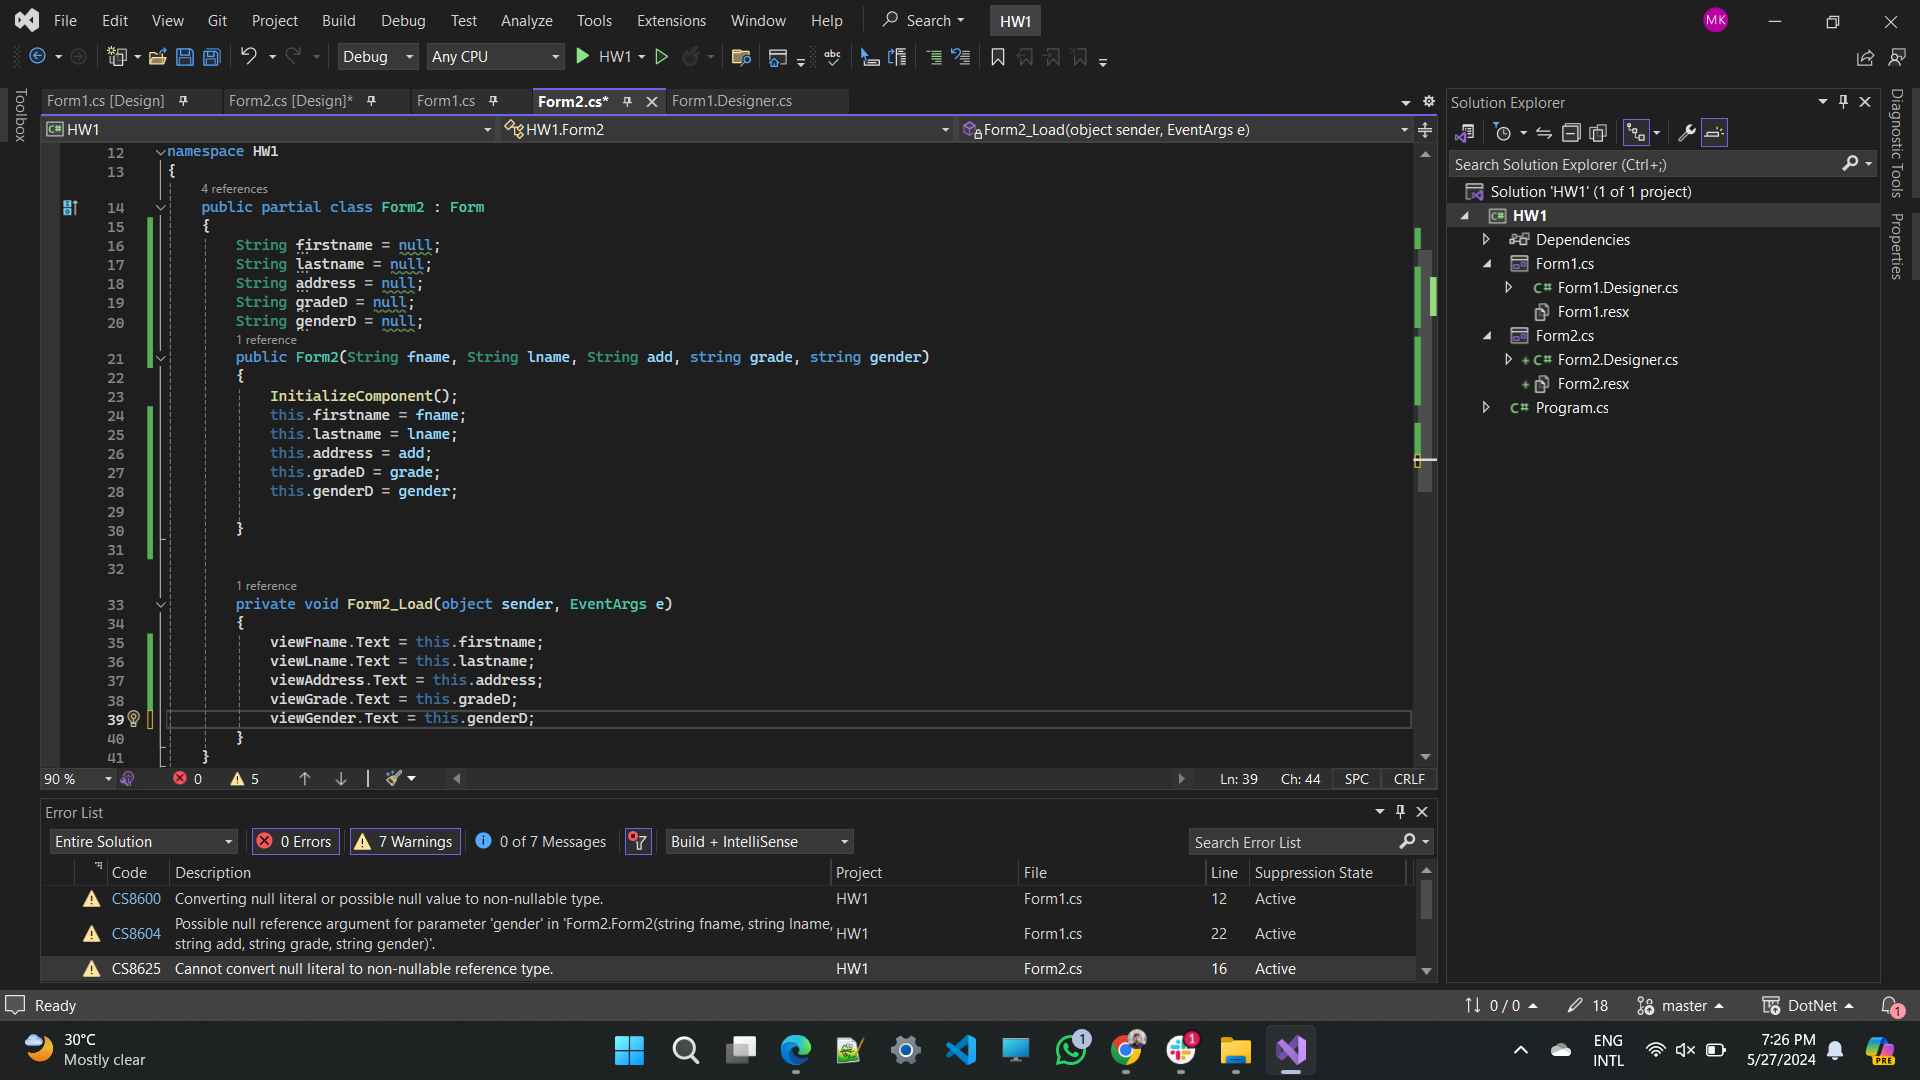 File Edit View Git Project Build Debug Test Analyze Tools Extensions Window Help Search HW1 MK
Debug Any CPU HW1
Toolbox
Form1.cs [Design] Form2.cs [Design]* Form1.cs Form2.cs* Form1.Designer.cs
HW1 HW1.Form2 Form2_Load(object sender, EventArgs e)
12 namespace HW1
13 {
4 references
14 public partial class Form2 : Form
15 {
16 String firstname = null;
17 String lastname = null;
18 String address = null;
19 String gradeD = null;
20 String genderD = null;
1 reference
21 public Form2(String fname, String lname, String add, string grade, string gender)
22 {
23 InitializeComponent();
24 this.firstname = fname;
25 this.lastname = lname;
26 this.address = add;
27 this.gradeD = grade;
28 this.genderD = gender;
29
30 }
31
32
1 reference
33 private void Form2_Load(object sender, EventArgs e)
34 {
35 viewFname.Text = this.firstname;
36 viewLname.Text = this.lastname;
37 viewAddress.Text = this.address;
38 viewGrade.Text = this.gradeD;
39 viewGender.Text = this.genderD;
40 }
41 }
90 % 0 5 Ln: 39 Ch: 44 SPC CRLF
Error List
Entire Solution 0 Errors 7 Warnings 0 of 7 Messages Build + IntelliSense Search Error List
Code Description Project File Line Suppression State
CS8600 Converting null literal or possible null value to non-nullable type. HW1 Form1.cs 12 Active
CS8604 Possible null reference argument for parameter 'gender' in 'Form2.Form2(string fname, string lname, string add, string grade, string gender)'. HW1 Form1.cs 22 Active
CS8625 Cannot convert null literal to non-nullable reference type. HW1 Form2.cs 16 Active
Solution Explorer
Search Solution Explorer (Ctrl+;)
Solution 'HW1' (1 of 1 project)
HW1
Dependencies
Form1.cs
Form1.Designer.cs
Form1.resx
Form2.cs
Form2.Designer.cs
Form2.resx
Program.cs
Diagnostic Tools
Properties
Ready 0 / 0 18 master DotNet 1
30°C
Mostly clear
1
1
PRE
ENG
INTL
7:26 PM
5/27/2024